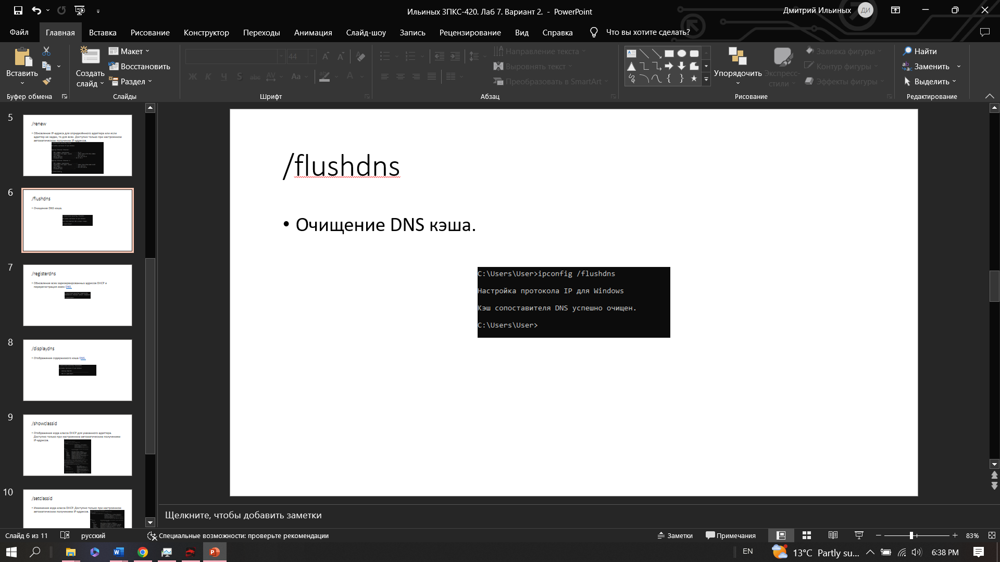 Ильиных ЗПКС-420. Лаб 7. Вариант 2. - PowerPoint
Дмитрий Ильиных
ДИ
Файл Главная Вставка Рисование Конструктор Переходы Анимация Слайд-шоу Запись Рецензирование Вид Справка Что вы хотите сделать?
Вставить
Буфер обмена
Создать слайд
Макет
Восстановить
Раздел
Слайды
44
Ж К Ч S abc AV Aa A
Шрифт
Направление текста
Выровнять текст
Преобразовать в SmartArt
Абзац
Упорядочить
Экспресс-стили
Заливка фигуры
Контур фигуры
Эффекты фигуры
Рисование
Найти
Заменить
Выделить
Редактирование
5
/renew
• Обновление IP-адреса для определённого адаптера или если
адаптер не задан, то для всех. Доступно только при настроенном
автоматическом получении IP-адресов.
6
/flushdns
• Очищение DNS кэша.
7
/registerdns
• Обновление всех зарезервированных адресов DHCP и
перерегистрация имен DNS.
8
/displaydns
• Отображение содержимого кэша DNS.
9
/showclassid
• Отображение кода класса DHCP для указанного адаптера.
Доступно только при настроенном автоматическим получением
IP-адресов.
10
/setclassid
• Изменение кода класса DHCP. Доступно только при настроенном
автоматическим получением IP-адресов.
/flushdns
• Очищение DNS кэша.
C:\Users\User>ipconfig /flushdns
Настройка протокола IP для Windows
Кэш сопоставителя DNS успешно очищен.
C:\Users\User>
Щелкните, чтобы добавить заметки
Слайд 6 из 11 русский Специальные возможности: проверьте рекомендации Заметки Примечания 83%
EN 13°C Partly su... 6:38 PM